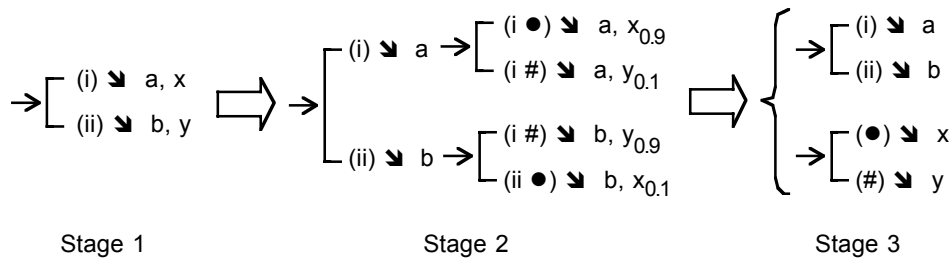 (i) ➘ a, x
(ii) ➘ b, y
Stage 1
(i) ➘ a
(i ●) ➘ a, x0.9
(i #) ➘ a, y0.1
(ii) ➘ b
(i #) ➘ b, y0.9
(ii ●) ➘ b, x0.1
Stage 2
(i) ➘ a
(ii) ➘ b
(●) ➘ x
(#) ➘ y
Stage 3